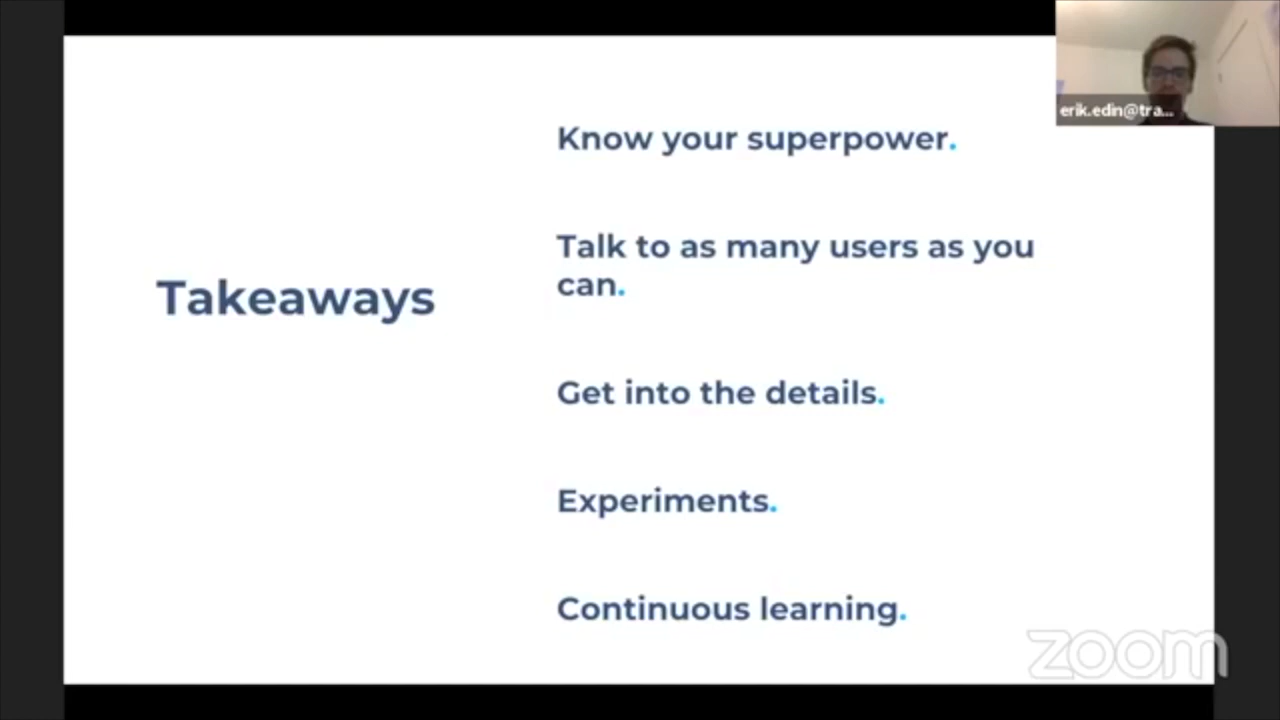 Takeaways
Know your superpower.
Talk to as many users as you
can.
Get into the details.
Experiments.
Continuous learning.
erik.edin@tra...
zoom